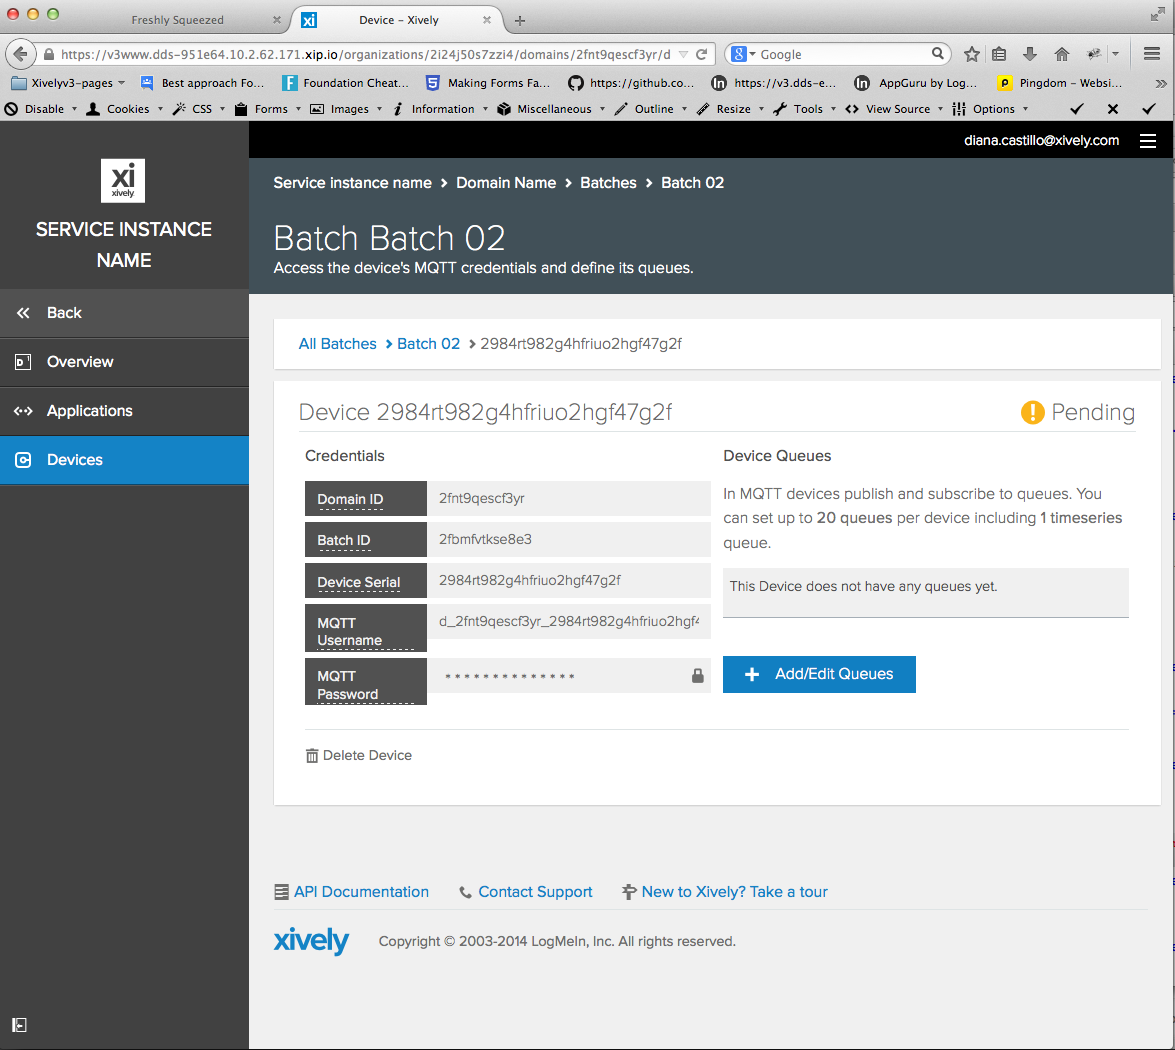 Freshly Squeezed
xi Device – Xively
https://v3www.dds-951e64.10.2.62.171.xip.io/organizations/2i24j50s7zzi4/domains/2fnt9qescf3yr/d
8 Google
Xivelyv3-pages Best approach Fo... F Foundation Cheat... 5 Making Forms Fa... https://github.co... In https://v3.dds-e... In AppGuru by Log... P Pingdom – Websi...
Disable Cookies CSS Forms Images Information Miscellaneous Outline Resize Tools View Source Options
diana.castillo@xively.com
xi
xively
SERVICE INSTANCE
NAME
Service instance name > Domain Name > Batches > Batch 02
Batch Batch 02
Access the device's MQTT credentials and define its queues.
Back
Overview
Applications
Devices
All Batches > Batch 02 > 2984rt982g4hfriuo2hgf47g2f
Device 2984rt982g4hfriuo2hgf47g2f
Pending
Credentials
Domain ID 2fnt9qescf3yr
Batch ID 2fbmfvtkse8e3
Device Serial 2984rt982g4hfriuo2hgf47g2f
MQTT
Username
d_2fnt9qescf3yr_2984rt982g4hfriuo2hgf4
MQTT
Password
**************
Delete Device
Device Queues
In MQTT devices publish and subscribe to queues. You
can set up to 20 queues per device including 1 timeseries
queue.
This Device does not have any queues yet.
+ Add/Edit Queues
API Documentation Contact Support New to Xively? Take a tour
xively Copyright © 2003-2014 LogMeIn, Inc. All rights reserved.